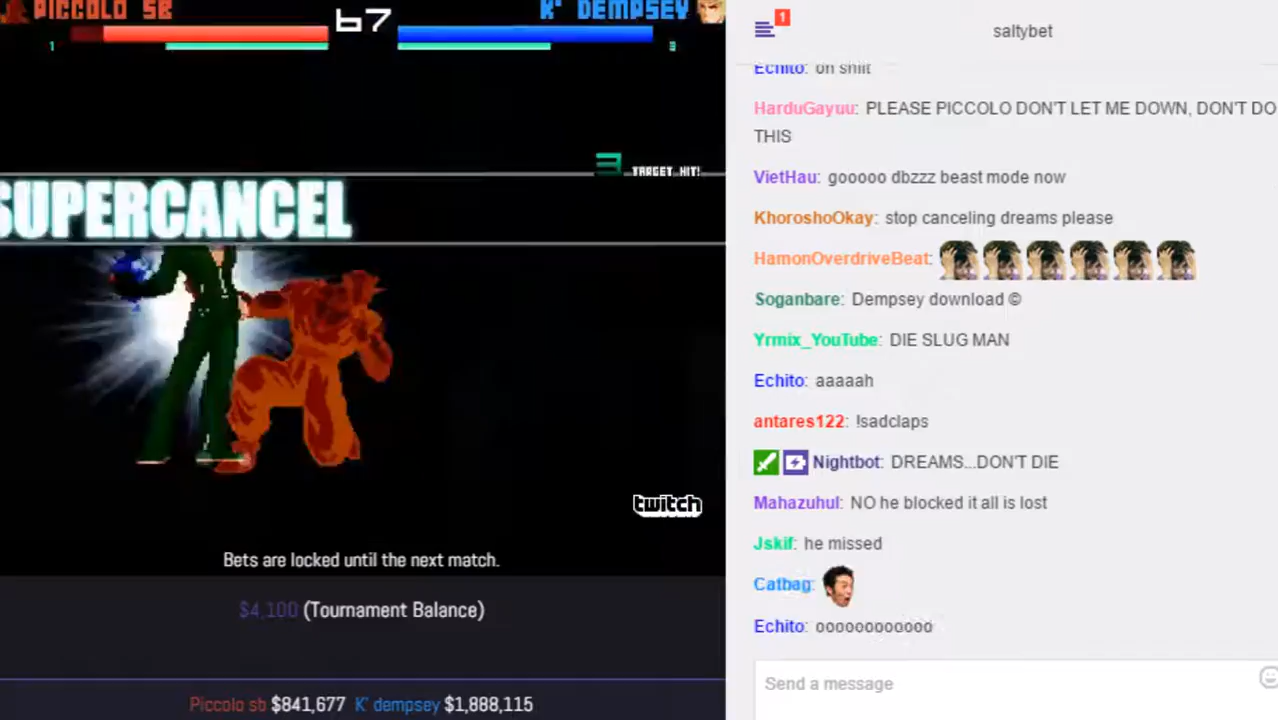 PICCOLO SB
67
K' DEMPSEY
1
3
3 TARGET HIT!
SUPERCANCEL
twitch
Bets are locked until the next match.
$4,100 (Tournament Balance)
Piccolo sb $841,677 K' dempsey $1,888,115
1
saltybet
Echito: oh shiit
HarduGayuu: PLEASE PICCOLO DON'T LET ME DOWN, DON'T DO
THIS
VietHau: gooooo dbzzz beast mode now
KhoroshoOkay: stop canceling dreams please
HamonOverdriveBeat:
Soganbare: Dempsey download ©
Yrmix_YouTube: DIE SLUG MAN
Echito: aaaaah
antares122: !sadclaps
Nightbot: DREAMS...DON'T DIE
Mahazuhul: NO he blocked it all is lost
Jskif: he missed
Catbag:
Echito: oooooooooooo
Send a message